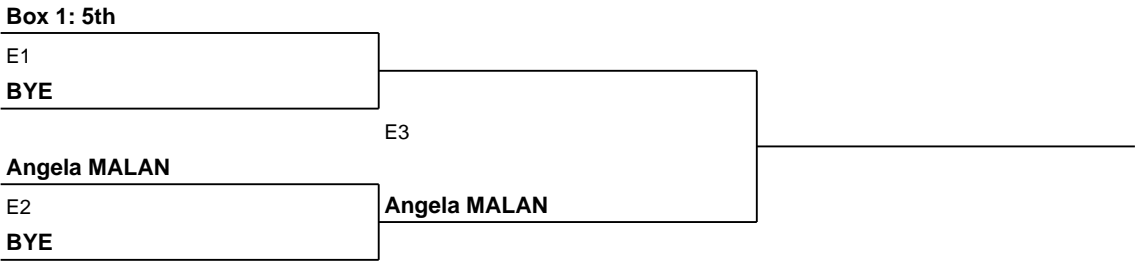 Box 1: 5th
E1
BYE
E3
Angela MALAN
E2
Angela MALAN
BYE